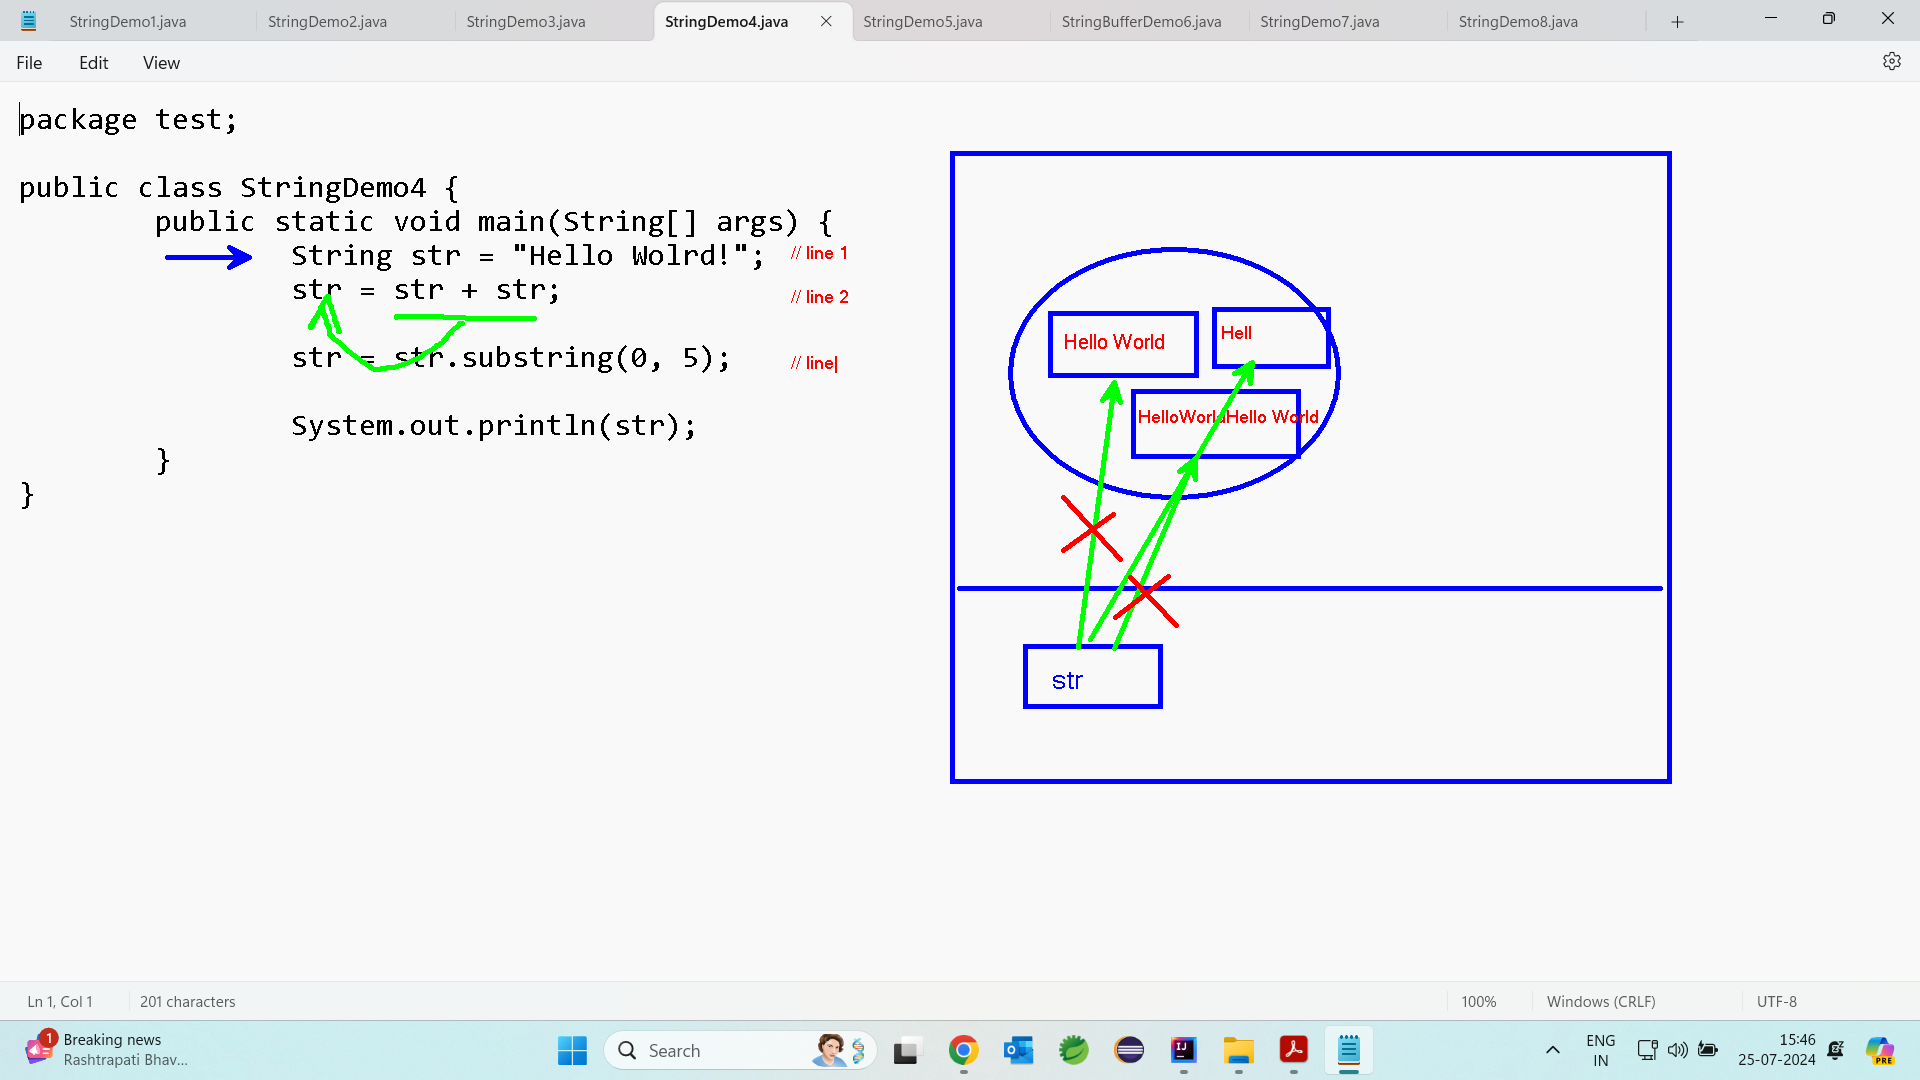 StringDemo1.java StringDemo2.java StringDemo3.java StringDemo4.java StringDemo5.java StringBufferDemo6.java StringDemo7.java StringDemo8.java
File Edit View
package test;
public class StringDemo4 {
public static void main(String[] args) {
String str = "Hello Wolrd!"; // line 1
str = str + str; // line 2
str = str.substring(0, 5); // line|
System.out.println(str);
}
}
Hello World
Hell
HelloWorldHello World
str
Ln 1, Col 1 201 characters 100% Windows (CRLF) UTF-8
1 Breaking news
Rashtrapati Bhav...
Search
ENG
IN
15:46
25-07-2024
PRE